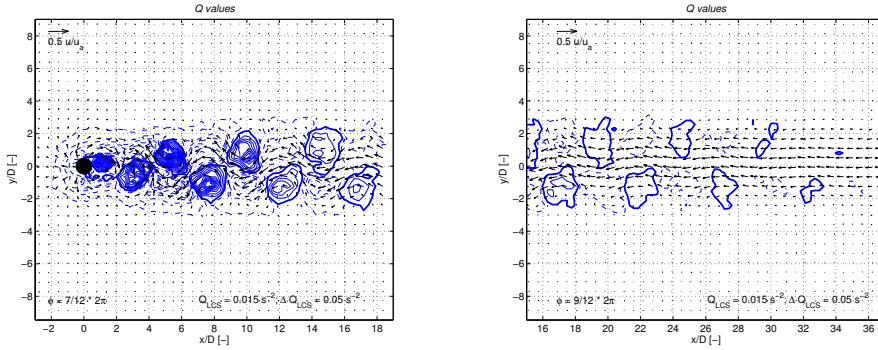 Q values
8
6
4
2
0
−2
−4
−6
−8
y/D [−]
0.5 u/u_a
ϕ = 7/12 * 2π
Q_LCS = 0.015 s^−2; Δ Q_LCS = 0.05 s^−2
−2 0 2 4 6 8 10 12 14 16 18
x/D [−]
Q values
8
6
4
2
0
−2
−4
−6
−8
y/D [−]
0.5 u/u_a
ϕ = 9/12 * 2π
Q_LCS = 0.015 s^−2; Δ Q_LCS = 0.05 s^−2
16 18 20 22 24 26 28 30 32 34 36
x/D [−]